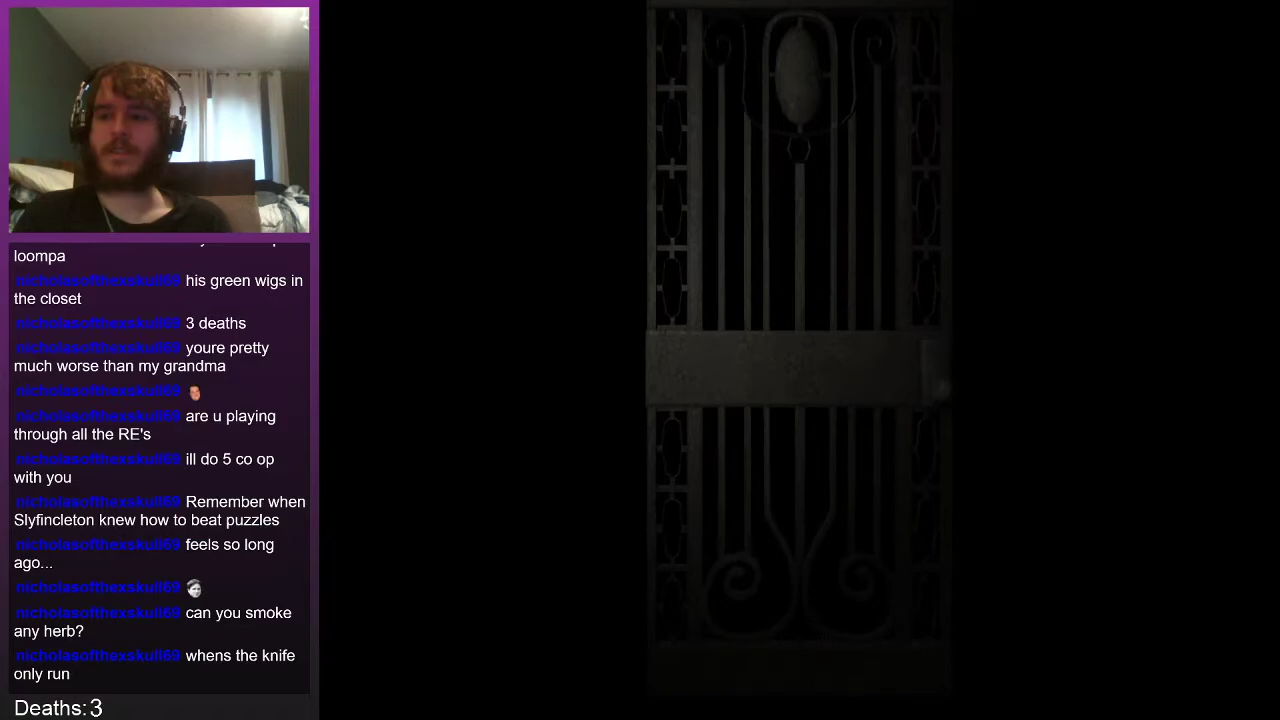 loompa
nicholasofthexskull69 his green wigs in
the closet
nicholasofthexskull69 3 deaths
nicholasofthexskull69 youre pretty
much worse than my grandma
nicholasofthexskull69
nicholasofthexskull69 are u playing
through all the RE's
nicholasofthexskull69 ill do 5 co op
with you
nicholasofthexskull69 Remember when
Slyfincleton knew how to beat puzzles
nicholasofthexskull69 feels so long
ago...
nicholasofthexskull69
nicholasofthexskull69 can you smoke
any herb?
nicholasofthexskull69 whens the knife
only run
Deaths:3